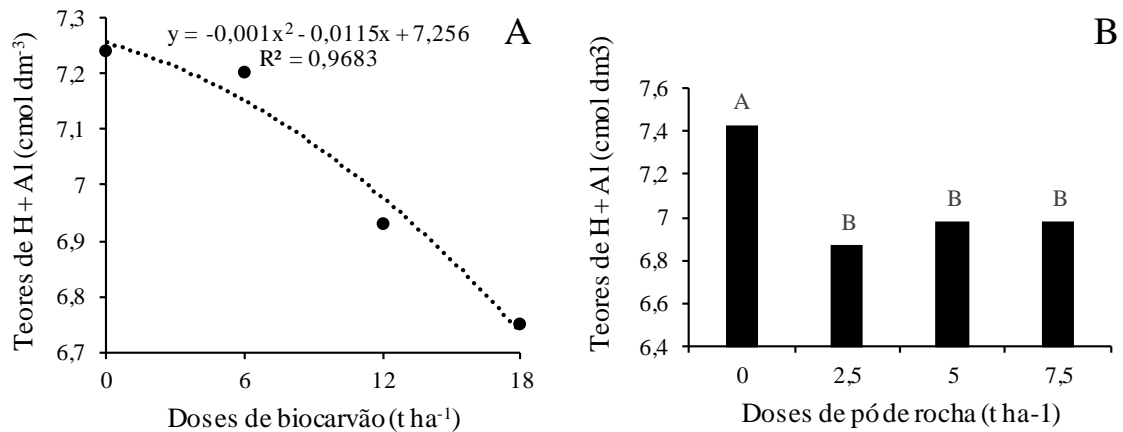 7,3
y = -0,001x² - 0,0115x + 7,256
R² = 0,9683
A
7,2
7,1
7
6,9
6,8
6,7
0
6
12
18
Teores de H + Al (cmol dm⁻³)
Doses de biocarvão (t ha⁻¹)
B
7,6
7,4
7,2
7
6,8
6,6
6,4
A
B
B
B
0
2,5
5
7,5
Teores de H + Al (cmol dm3)
Doses de pó de rocha (t ha-1)